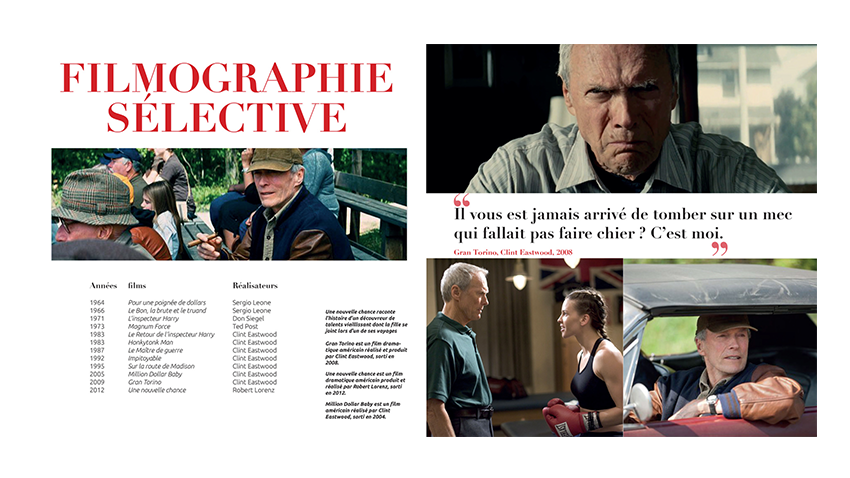 FILMOGRAPHIE
SÉLECTIVE
Années films Réalisateurs
1964 Pour une poignée de dollars Sergio Leone
1966 Le Bon, la brute et le truand Sergio Leone
1971 L'inspecteur Harry Don Siegel
1973 Magnum Force Ted Post
1983 Le Retour de l'inspecteur Harry Clint Eastwood
1983 Honkytonk Man Clint Eastwood
1987 Le Maître de guerre Clint Eastwood
1992 Impitoyable Clint Eastwood
1995 Sur la route de Madison Clint Eastwood
2005 Million Dollar Baby Clint Eastwood
2009 Gran Torino Clint Eastwood
2012 Une nouvelle chance Robert Lorenz
Une nouvelle chance raconte
l'histoire d'un découvreur de
talents vieillissant dont la fille se
joint lors d'un de ses voyages
Gran Torino est un film drama-
tique américain réalisé et produit
par Clint Eastwood, sorti en
2008.
Une nouvelle chance est un film
dramatique américain produit et
réalisé par Robert Lorenz, sorti
en 2012.
Million Dollar Baby est un film
américain réalisé par Clint
Eastwood, sorti en 2004.
“
Il vous est jamais arrivé de tomber sur un mec
qui fallait pas faire chier ? C'est moi.
”
Gran Torino, Clint Eastwood, 2008